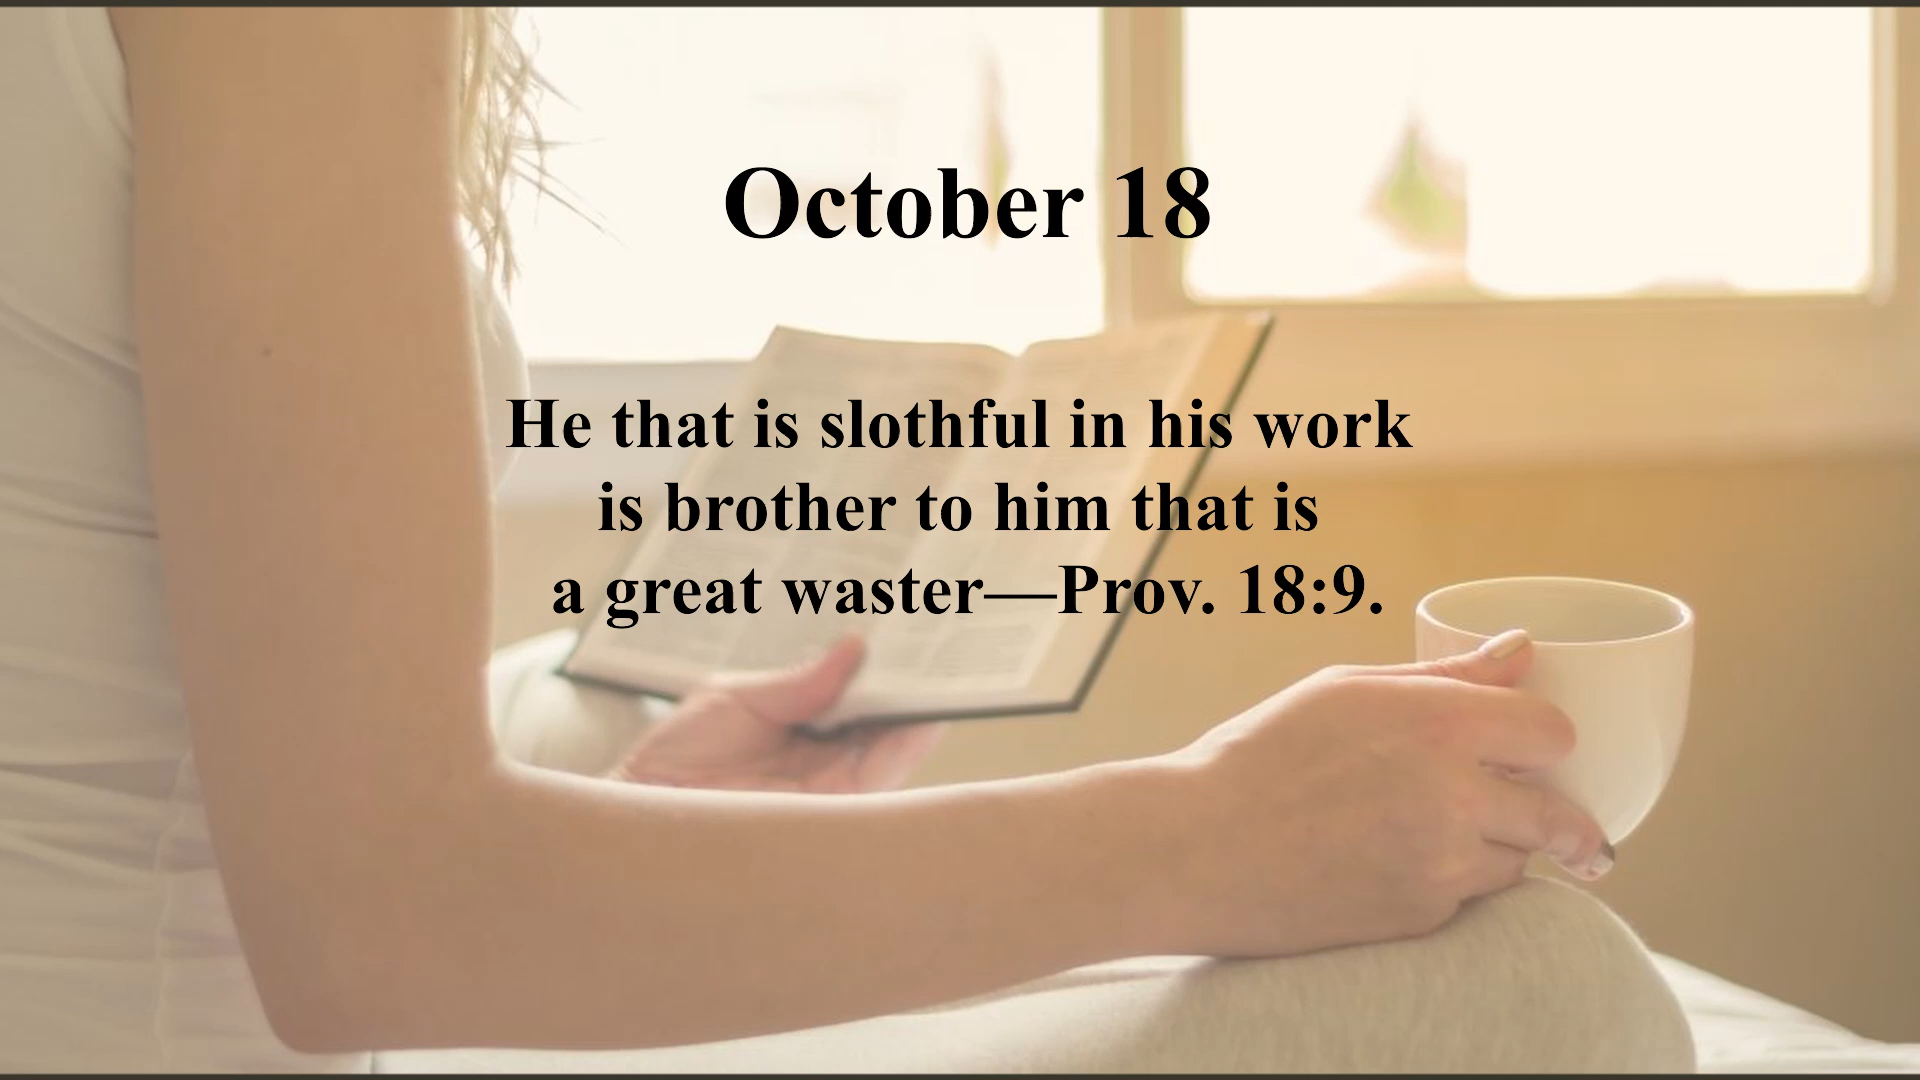 October 18
He that is slothful in his work
is brother to him that is
a great waster—Prov. 18:9.